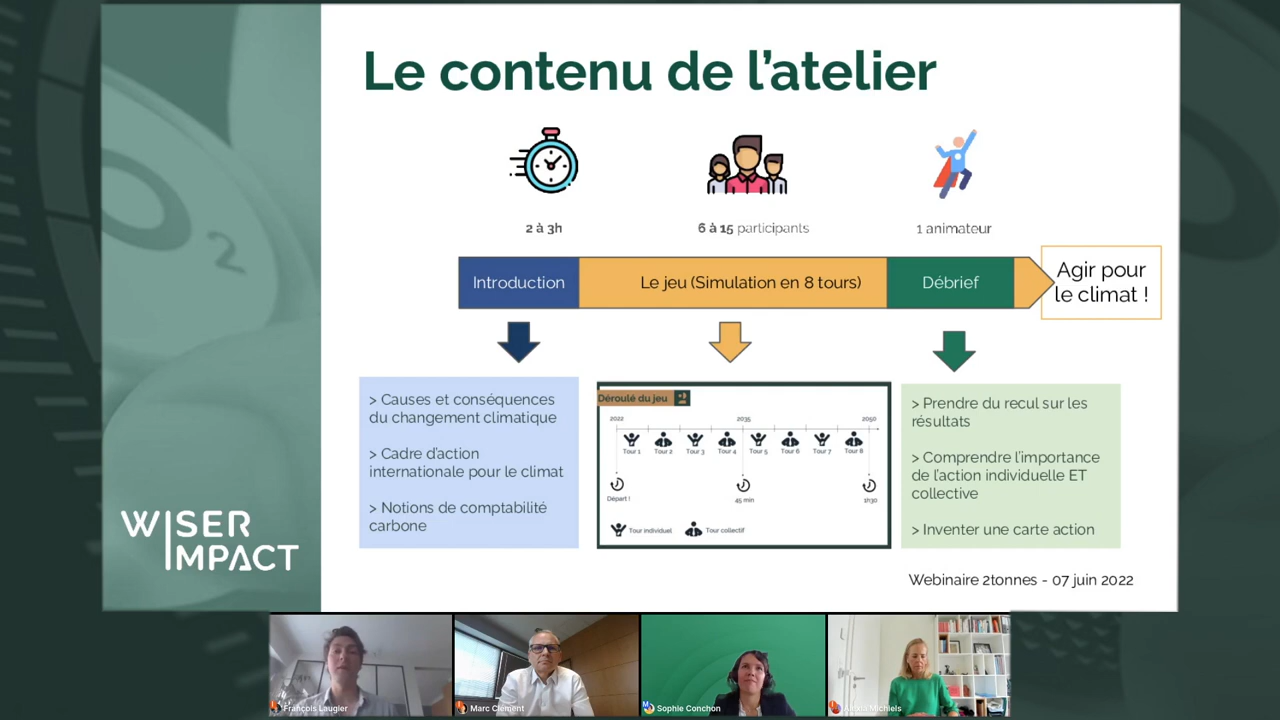 Le contenu de l'atelier
2 à 3h
6 à 15 participants
1 animateur
Introduction
Le jeu (Simulation en 8 tours)
Débrief
Agir pour
le climat !
> Causes et conséquences
du changement climatique
> Cadre d'action
internationale pour le climat
> Notions de comptabilité
carbone
Déroulé du jeu
2022
2035
2050
Tour 1
Tour 2
Tour 3
Tour 4
Tour 5
Tour 6
Tour 7
Tour 8
Départ !
45 min
1h30
Tour individuel
Tour collectif
> Prendre du recul sur les
résultats
> Comprendre l'importance
de l'action individuelle ET
collective
> Inventer une carte action
2
WISER
IMPACT
Webinaire 2tonnes - 07 juin 2022
François Laugier
Marc Clément
Sophie Conchon
Michiels